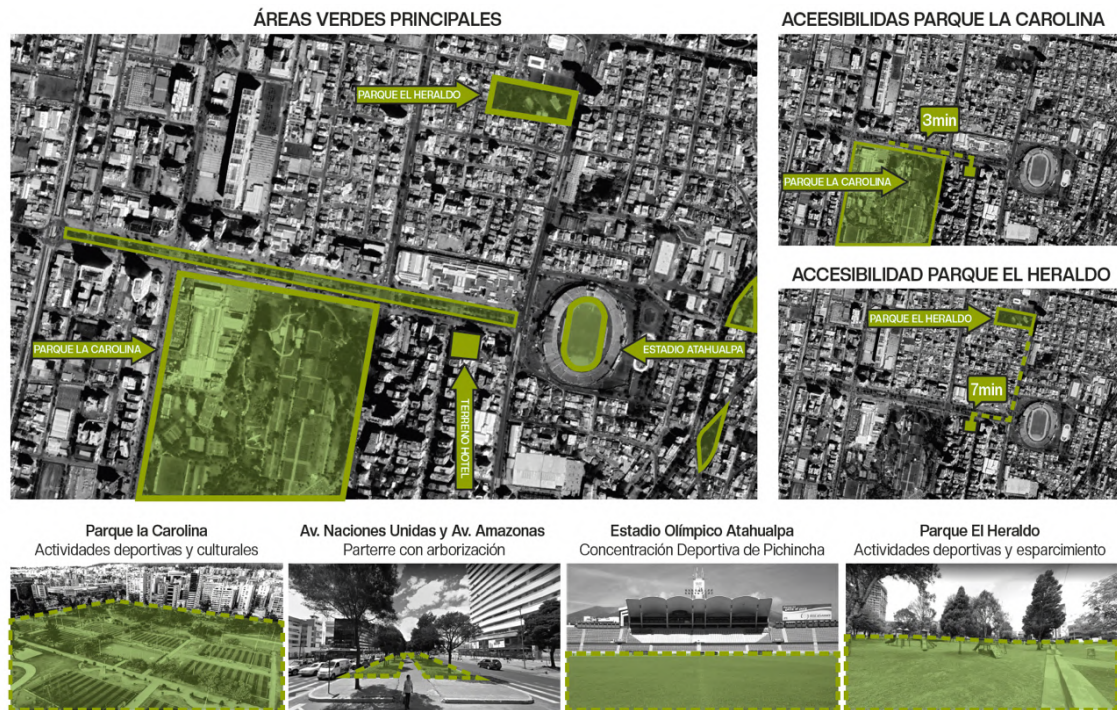 ÁREAS VERDES PRINCIPALES
PARQUE EL HERALDO
PARQUE LA CAROLINA
ESTADIO ATAHUALPA
TERRENO HOTEL
ACEESIBILIDAS PARQUE LA CAROLINA
3min
PARQUE LA CAROLINA
ACCESIBILIDAD PARQUE EL HERALDO
PARQUE EL HERALDO
7min
Parque la Carolina
Actividades deportivas y culturales
Av. Naciones Unidas y Av. Amazonas
Parterre con arborización
Estadio Olímpico Atahualpa
Concentración Deportiva de Pichincha
Parque El Heraldo
Actividades deportivas y esparcimiento